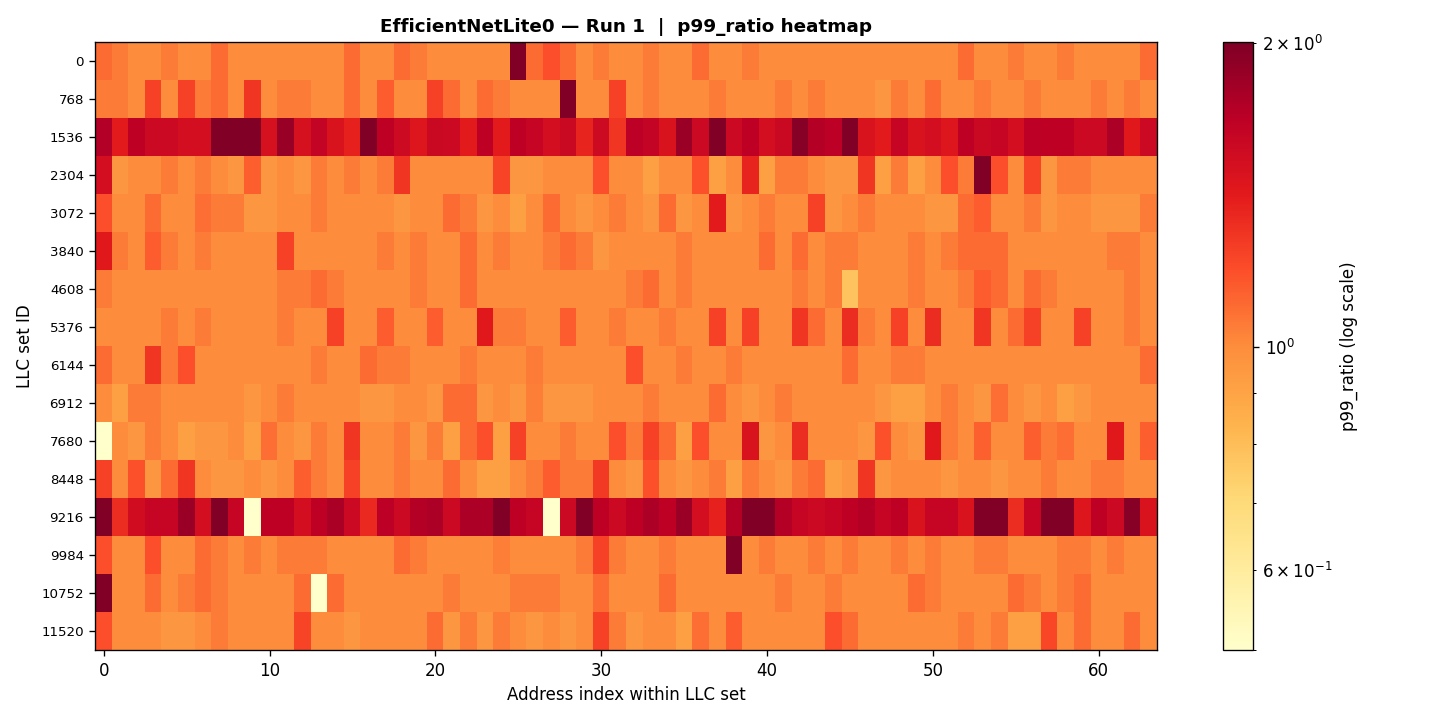 EfficientNetLite0 — Run 1 | p99_ratio heatmap
LLC set ID
0
768
1536
2304
3072
3840
4608
5376
6144
6912
7680
8448
9216
9984
10752
11520
0 10 20 30 40 50 60
Address index within LLC set
2 × 10⁰
10⁰
6 × 10⁻¹
p99_ratio (log scale)